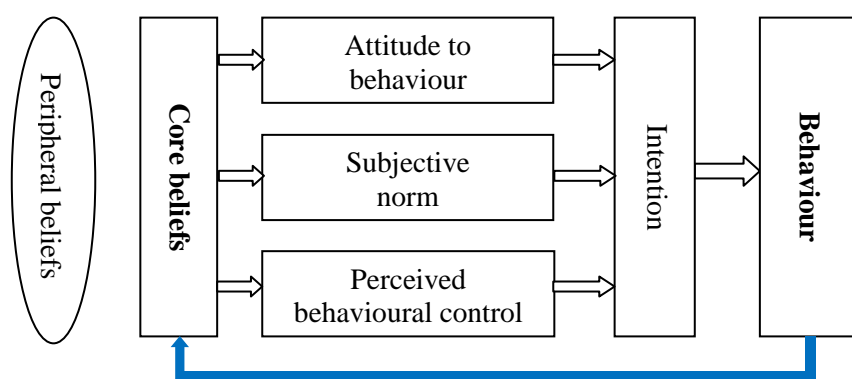 Peripheral beliefs
Core beliefs
Attitude to
behaviour
Subjective
norm
Perceived
behavioural control
Intention
Behaviour